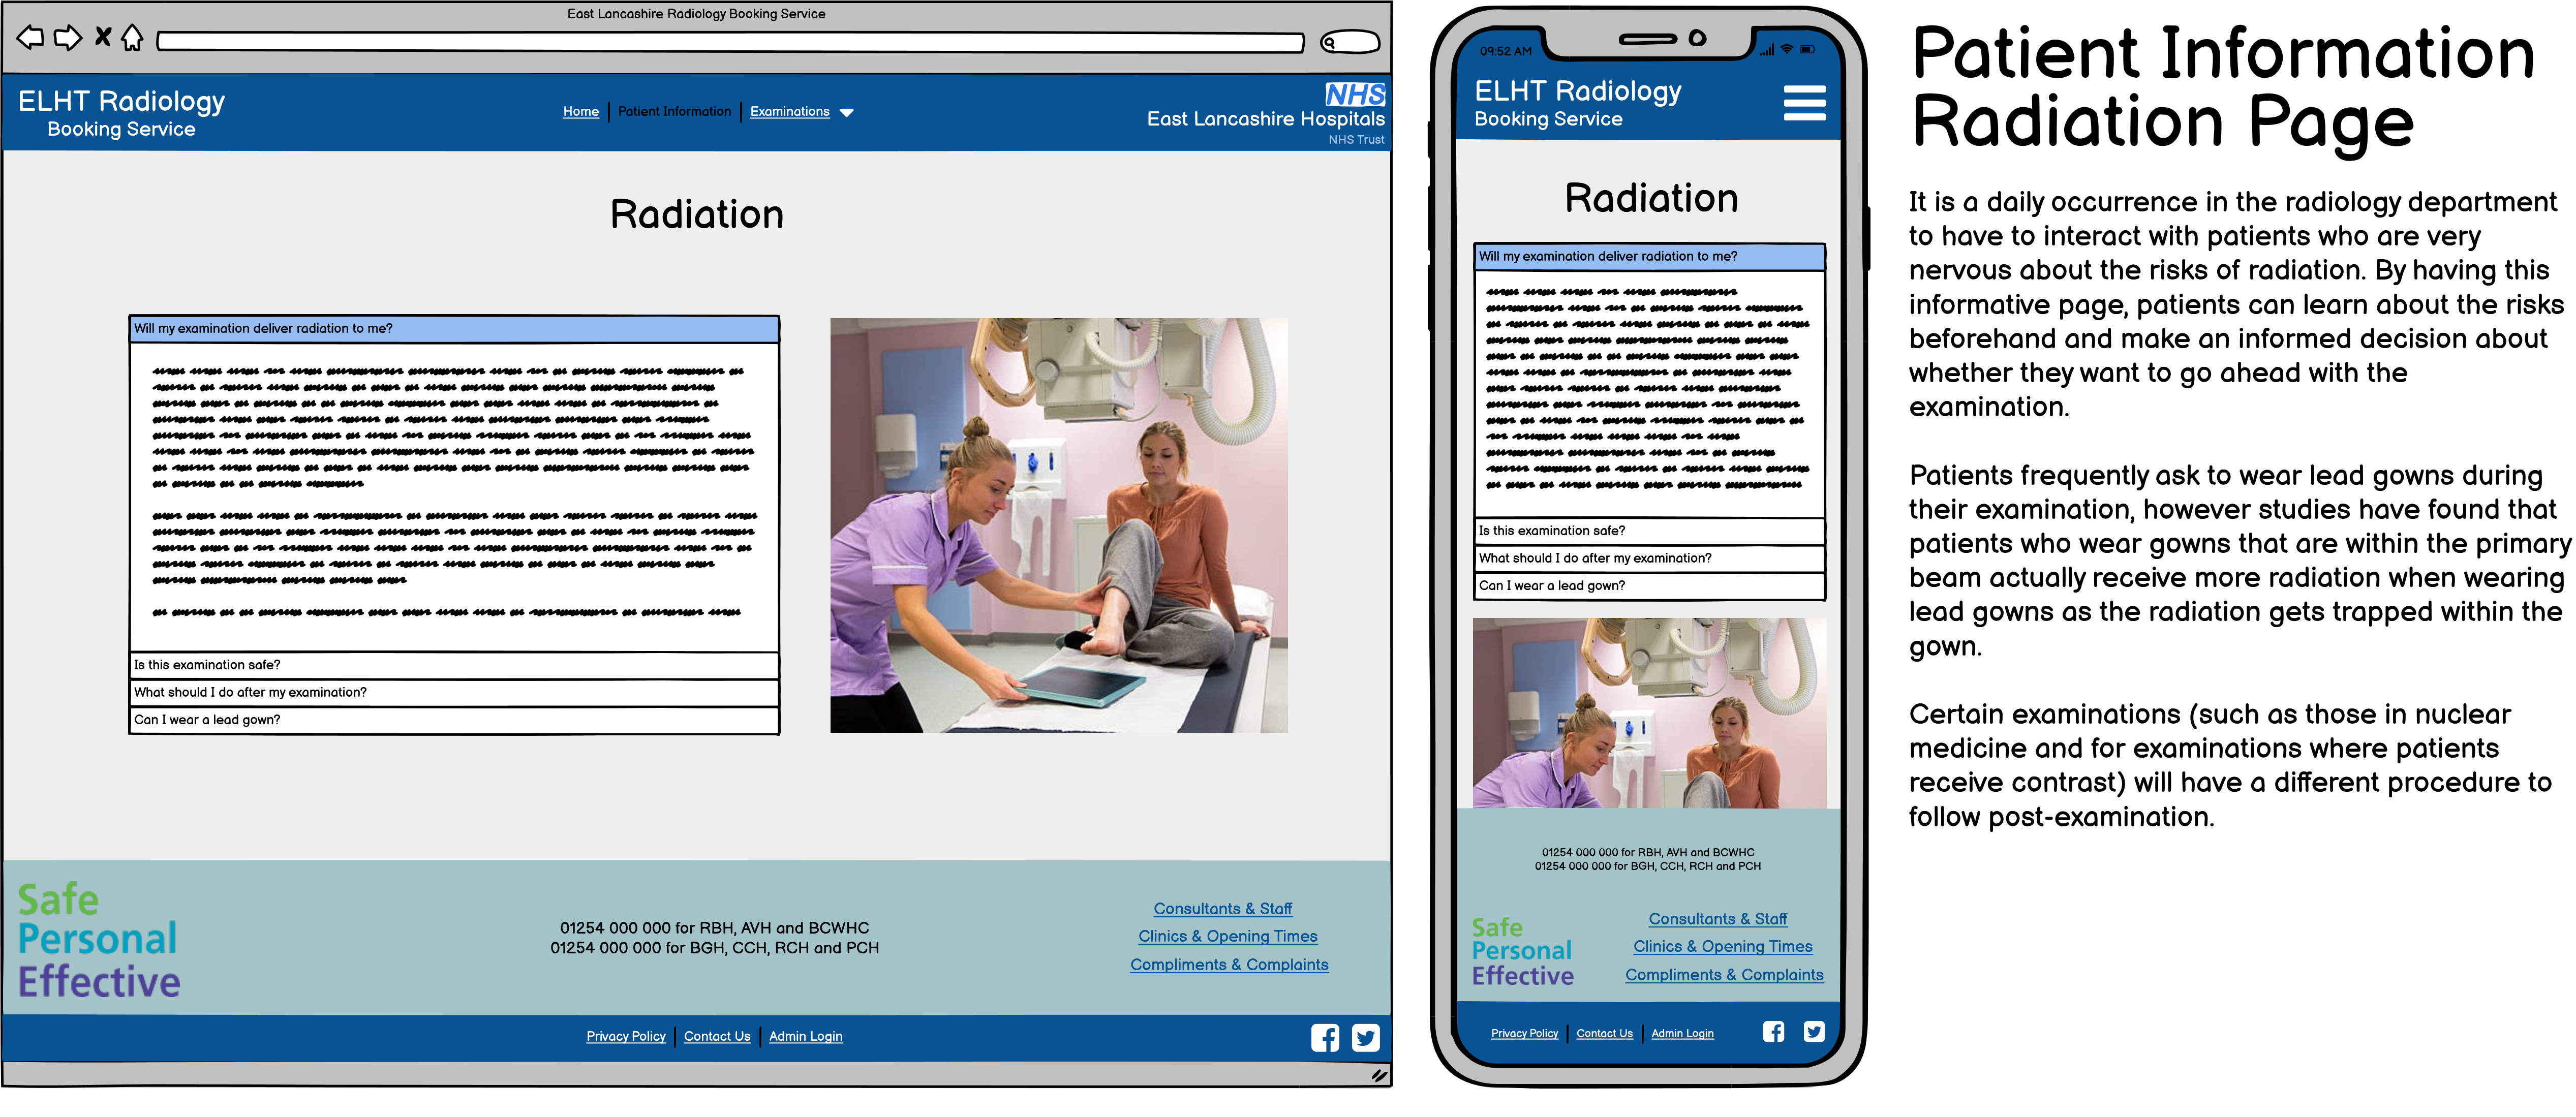 East Lancashire Radiology Booking Service
ELHT Radiology
Booking Service
Home
Patient Information
Examinations
NHS
East Lancashire Hospitals
NHS Trust
Radiation
Will my examination deliver radiation to me?
Is this examination safe?
What should I do after my examination?
Can I wear a lead gown?
Safe
Personal
Effective
01254 000 000 for RBH, AVH and BCWHC
01254 000 000 for BGH, CCH, RCH and PCH
Consultants & Staff
Clinics & Opening Times
Compliments & Complaints
Privacy Policy
Contact Us
Admin Login
09:52 AM
ELHT Radiology
Booking Service
Radiation
Will my examination deliver radiation to me?
Is this examination safe?
What should I do after my examination?
Can I wear a lead gown?
01254 000 000 for RBH, AVH and BCWHC
01254 000 000 for BGH, CCH, RCH and PCH
Safe
Personal
Effective
Consultants & Staff
Clinics & Opening Times
Compliments & Complaints
Privacy Policy
Contact Us
Admin Login
Patient Information
Radiation Page
It is a daily occurrence in the radiology department
to have to interact with patients who are very
nervous about the risks of radiation. By having this
informative page, patients can learn about the risks
beforehand and make an informed decision about
whether they want to go ahead with the
examination.
Patients frequently ask to wear lead gowns during
their examination, however studies have found that
patients who wear gowns that are within the primary
beam actually receive more radiation when wearing
lead gowns as the radiation gets trapped within the
gown.
Certain examinations (such as those in nuclear
medicine and for examinations where patients
receive contrast) will have a different procedure to
follow post-examination.